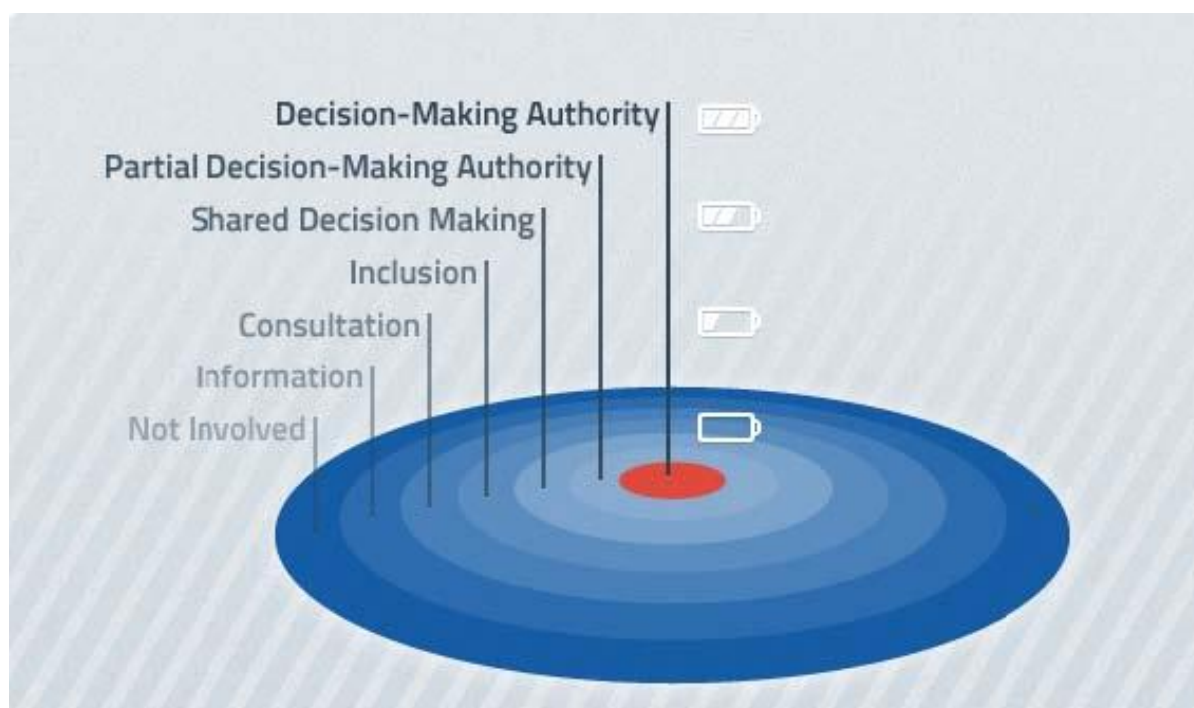 Decision-Making Authority
Partial Decision-Making Authority
Shared Decision Making
Inclusion
Consultation
Information
Not Involved